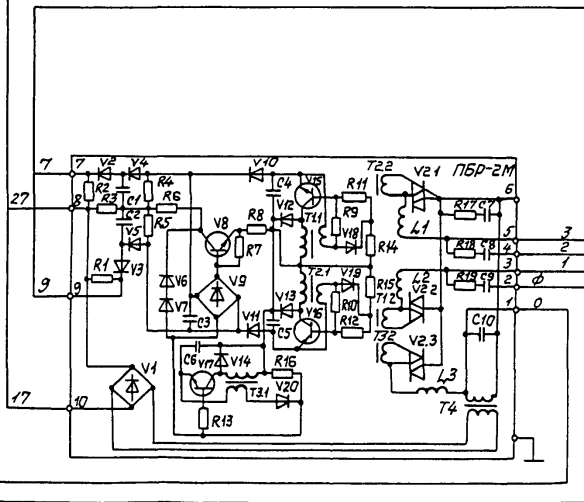 V2 V4 V10 V15 T2.2 V2.1 ПБР-2М
7 7 R4 C4 R11 6
R2 C1 R17 C7
27 8 R3 R6 V12 T1.1 R9 V18 L1
C2 R5 V8 R8 R14 5 3
V5 R7 R18 C8 4 2
R1 V3 V9 T2.1 V19 R15 L2 3 1
V6 R10 T1.2 V2.2 R19 C9 2 Ф
9 9 V7 C3 V11 V13 C5 V16 R12 T3.2 1 0
C6 V17 V14 R16 V2.3 C10
V1 T3.1 V20 L3
17 10 R13 T4